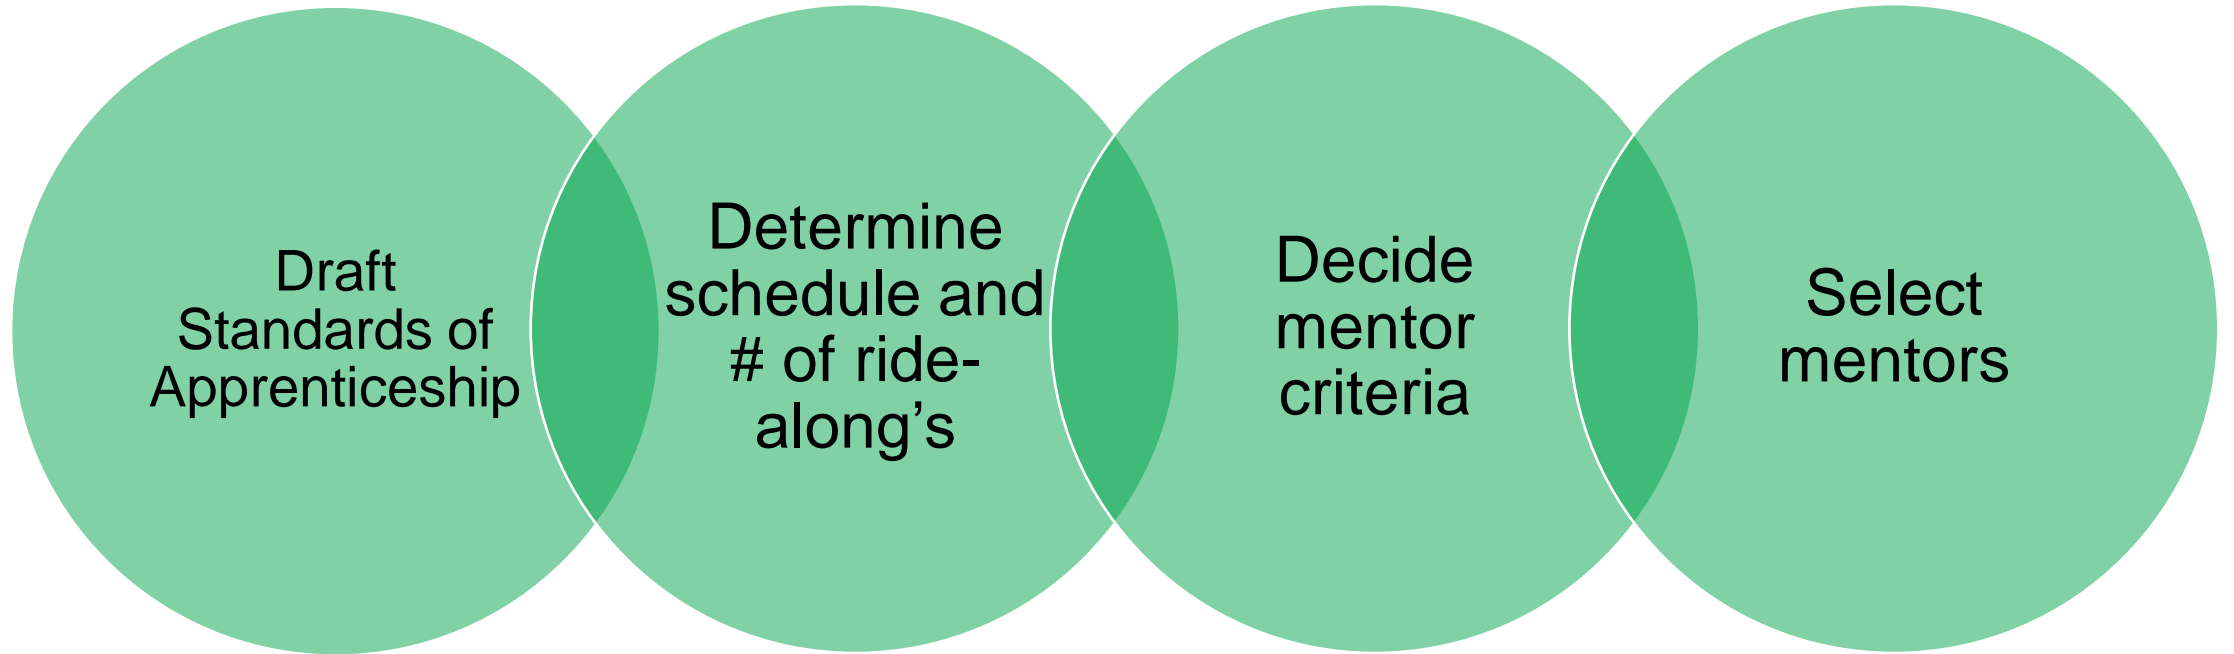 Draft
Standards of
Apprenticeship
Determine
schedule and
# of ride-
along’s
Decide
mentor
criteria
Select
mentors